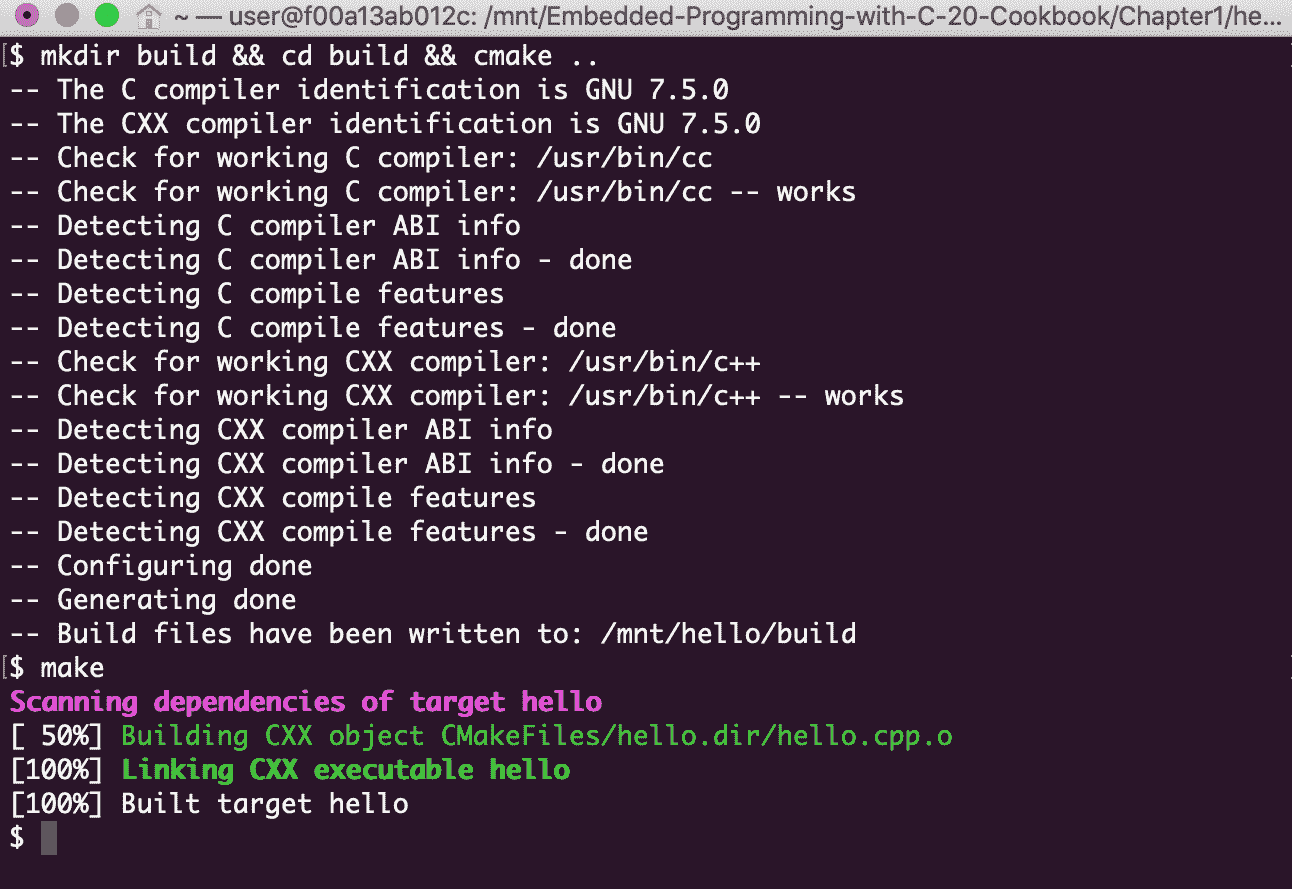 ~ — user@f00a13ab012c: /mnt/Embedded-Programming-with-C-20-Cookbook/Chapter1/he...
[$ mkdir build && cd build && cmake ..
-- The C compiler identification is GNU 7.5.0
-- The CXX compiler identification is GNU 7.5.0
-- Check for working C compiler: /usr/bin/cc
-- Check for working C compiler: /usr/bin/cc -- works
-- Detecting C compiler ABI info
-- Detecting C compiler ABI info - done
-- Detecting C compile features
-- Detecting C compile features - done
-- Check for working CXX compiler: /usr/bin/c++
-- Check for working CXX compiler: /usr/bin/c++ -- works
-- Detecting CXX compiler ABI info
-- Detecting CXX compiler ABI info - done
-- Detecting CXX compile features
-- Detecting CXX compile features - done
-- Configuring done
-- Generating done
-- Build files have been written to: /mnt/hello/build
[$ make
Scanning dependencies of target hello
[ 50%] Building CXX object CMakeFiles/hello.dir/hello.cpp.o
[100%] Linking CXX executable hello
[100%] Built target hello
$